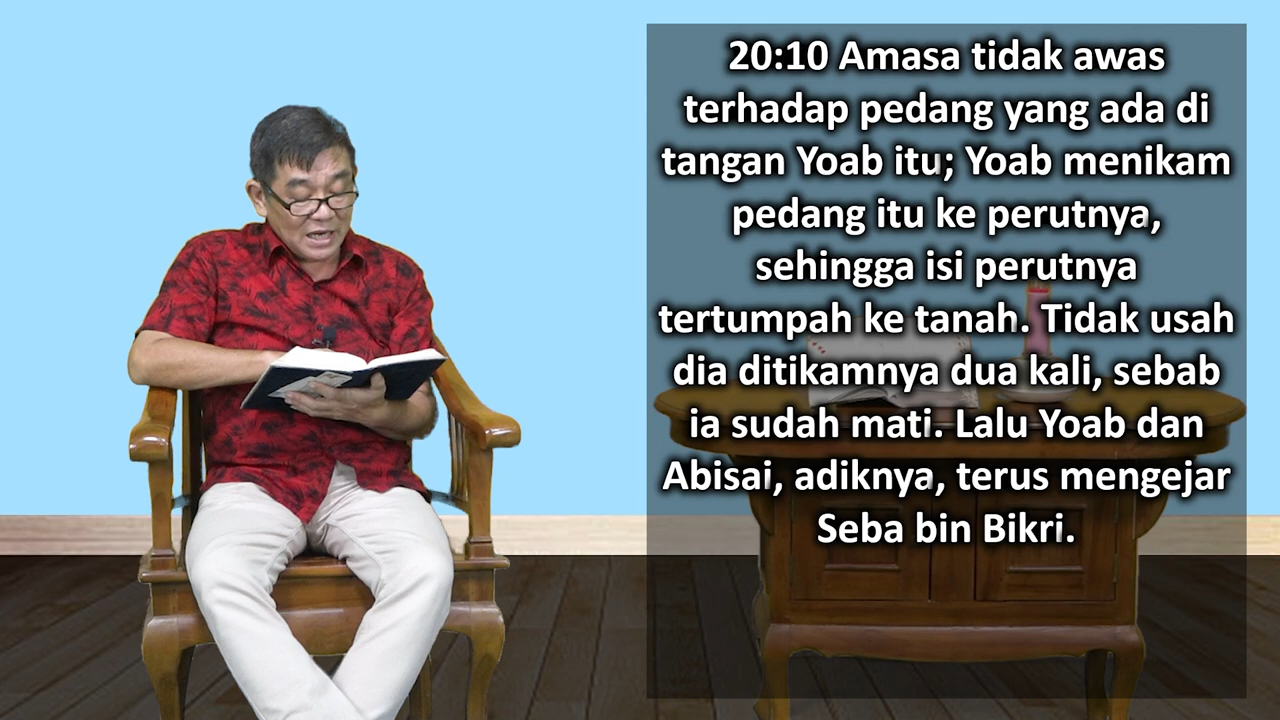 20:10 Amasa tidak awas
terhadap pedang yang ada di
tangan Yoab itu; Yoab menikam
pedang itu ke perutnya,
sehingga isi perutnya
tertumpah ke tanah. Tidak usah
dia ditikamnya dua kali, sebab
ia sudah mati. Lalu Yoab dan
Abisai, adiknya, terus mengejar
Seba bin Bikri.